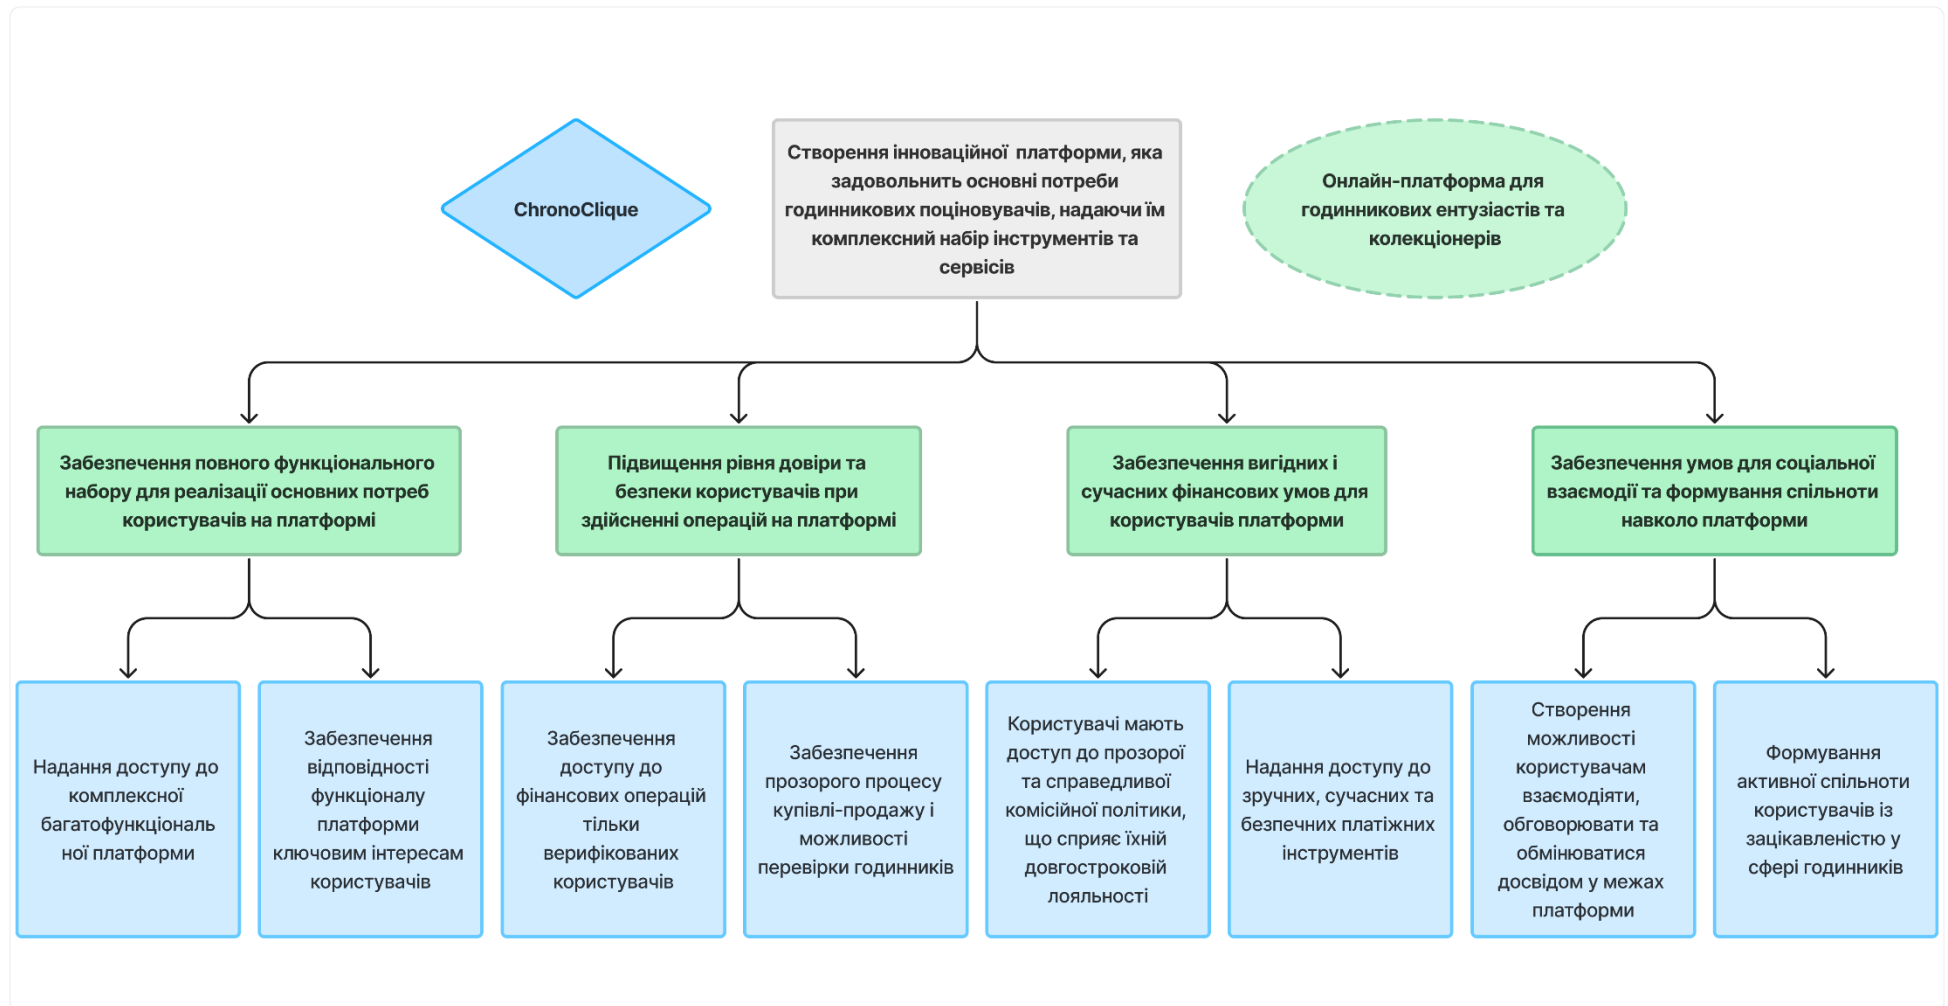 ChronoClique
Створення інноваційної платформи, яка
задовольнить основні потреби
годинникових поціновувачів, надаючи їм
комплексний набір інструментів та
сервісів
Онлайн-платформа для
годинникових ентузіастів та
колекціонерів
Забезпечення повного функціонального
набору для реалізації основних потреб
користувачів на платформі
Підвищення рівня довіри та
безпеки користувачів при
здійсненні операцій на платформі
Забезпечення вигідних і
сучасних фінансових умов для
користувачів платформи
Забезпечення умов для соціальної
взаємодії та формування спільноти
навколо платформи
Надання доступу до
комплексної
багатофункціональ
ної платформи
Забезпечення
відповідності
функціоналу
платформи
ключовим інтересам
користувачів
Забезпечення
доступу до
фінансових операцій
тільки
верифікованих
користувачів
Забезпечення
прозорого процесу
купівлі-продажу і
можливості
перевірки годинників
Користувачі мають
доступ до прозорої
та справедливої
комісійної політики,
що сприяє їхній
довгостроковій
лояльності
Надання доступу до
зручних, сучасних та
безпечних платіжних
інструментів
Створення
можливості
користувачам
взаємодіяти,
обговорювати та
обмінюватися
досвідом у межах
платформи
Формування
активної спільноти
користувачів із
зацікавленістю у
сфері годинників